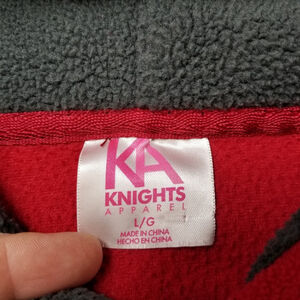 KA
KNIGHTS
APPAREL
L/G
MADE IN CHINA
HECHO EN CHINA